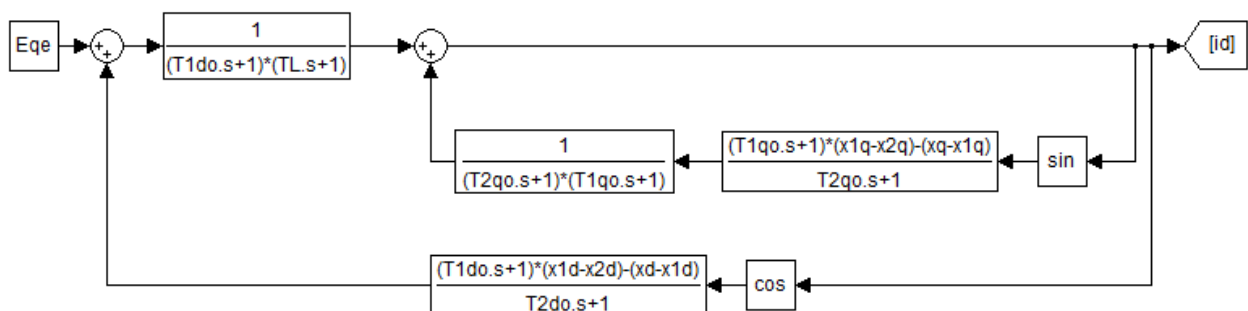 Eqe
+
+
1
(T1do.s+1)*(TL.s+1)
+
+
[id]
1
(T2qo.s+1)*(T1qo.s+1)
(T1qo.s+1)*(x1q-x2q)-(xq-x1q)
T2qo.s+1
sin
(T1do.s+1)*(x1d-x2d)-(xd-x1d)
T2do.s+1
cos